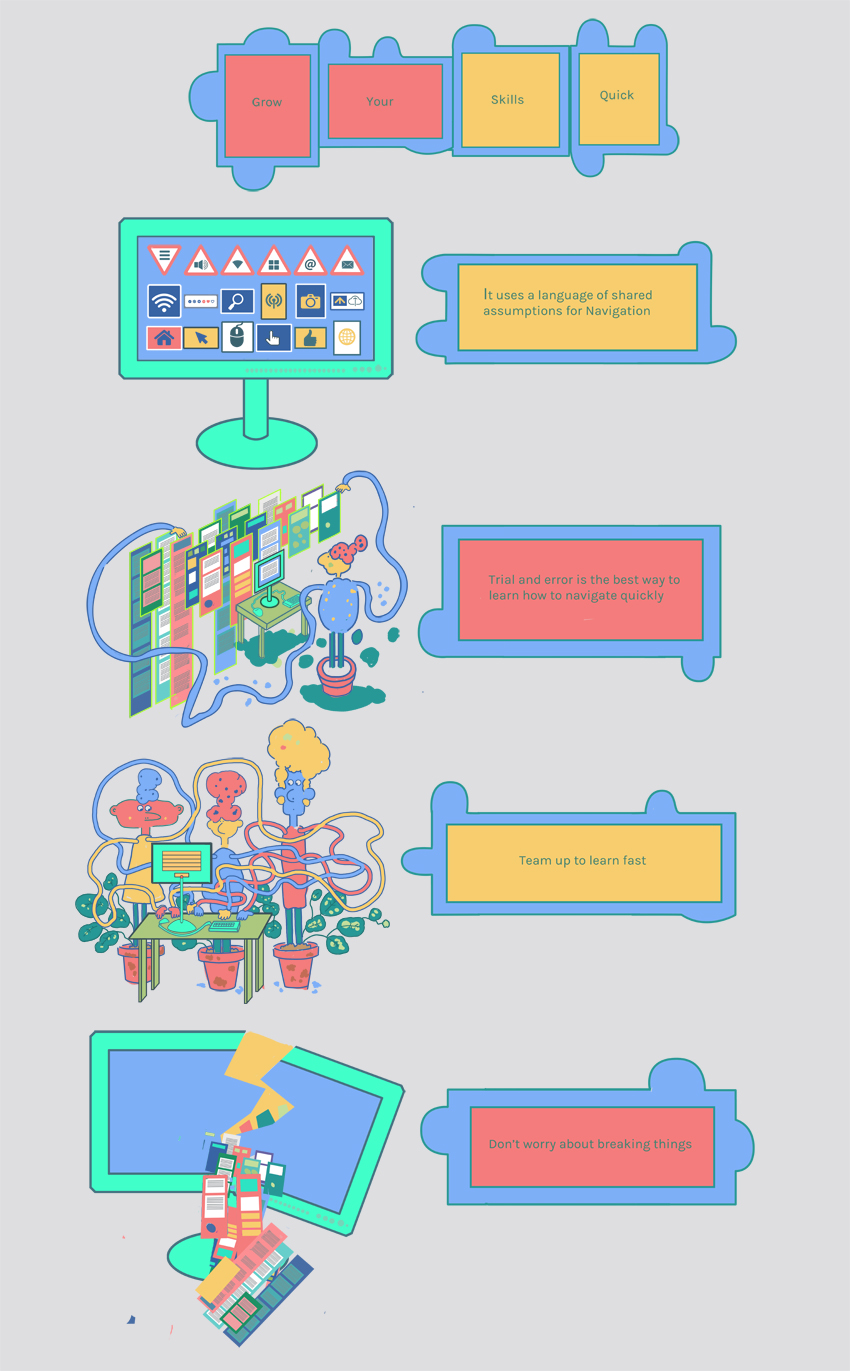 Grow Your Skills Quick
@
It uses a language of shared
assumptions for Navigation
Trial and error is the best way to
learn how to navigate quickly
Team up to learn fast
Don't worry about breaking things